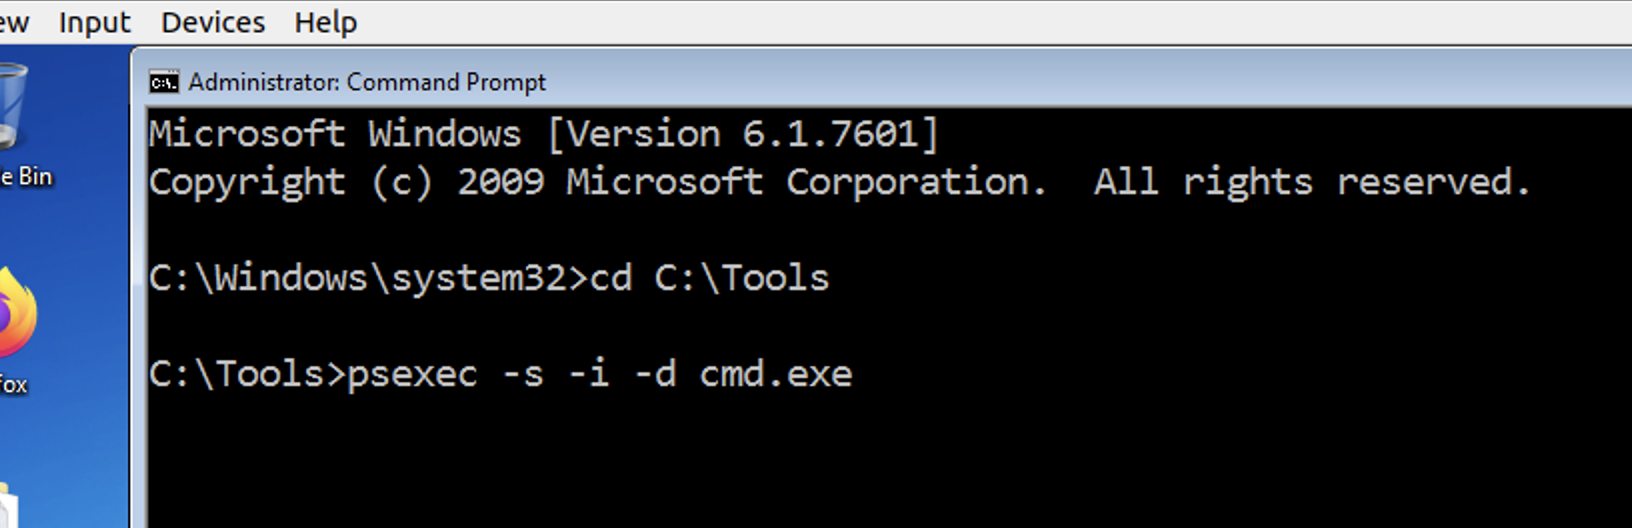 Input Devices Help
Administrator: Command Prompt
Microsoft Windows [Version 6.1.7601]
Copyright (c) 2009 Microsoft Corporation.  All rights reserved.
e Bin
C:\Windows\system32>cd C:\Tools
fox
C:\Tools>psexec -s -i -d cmd.exe